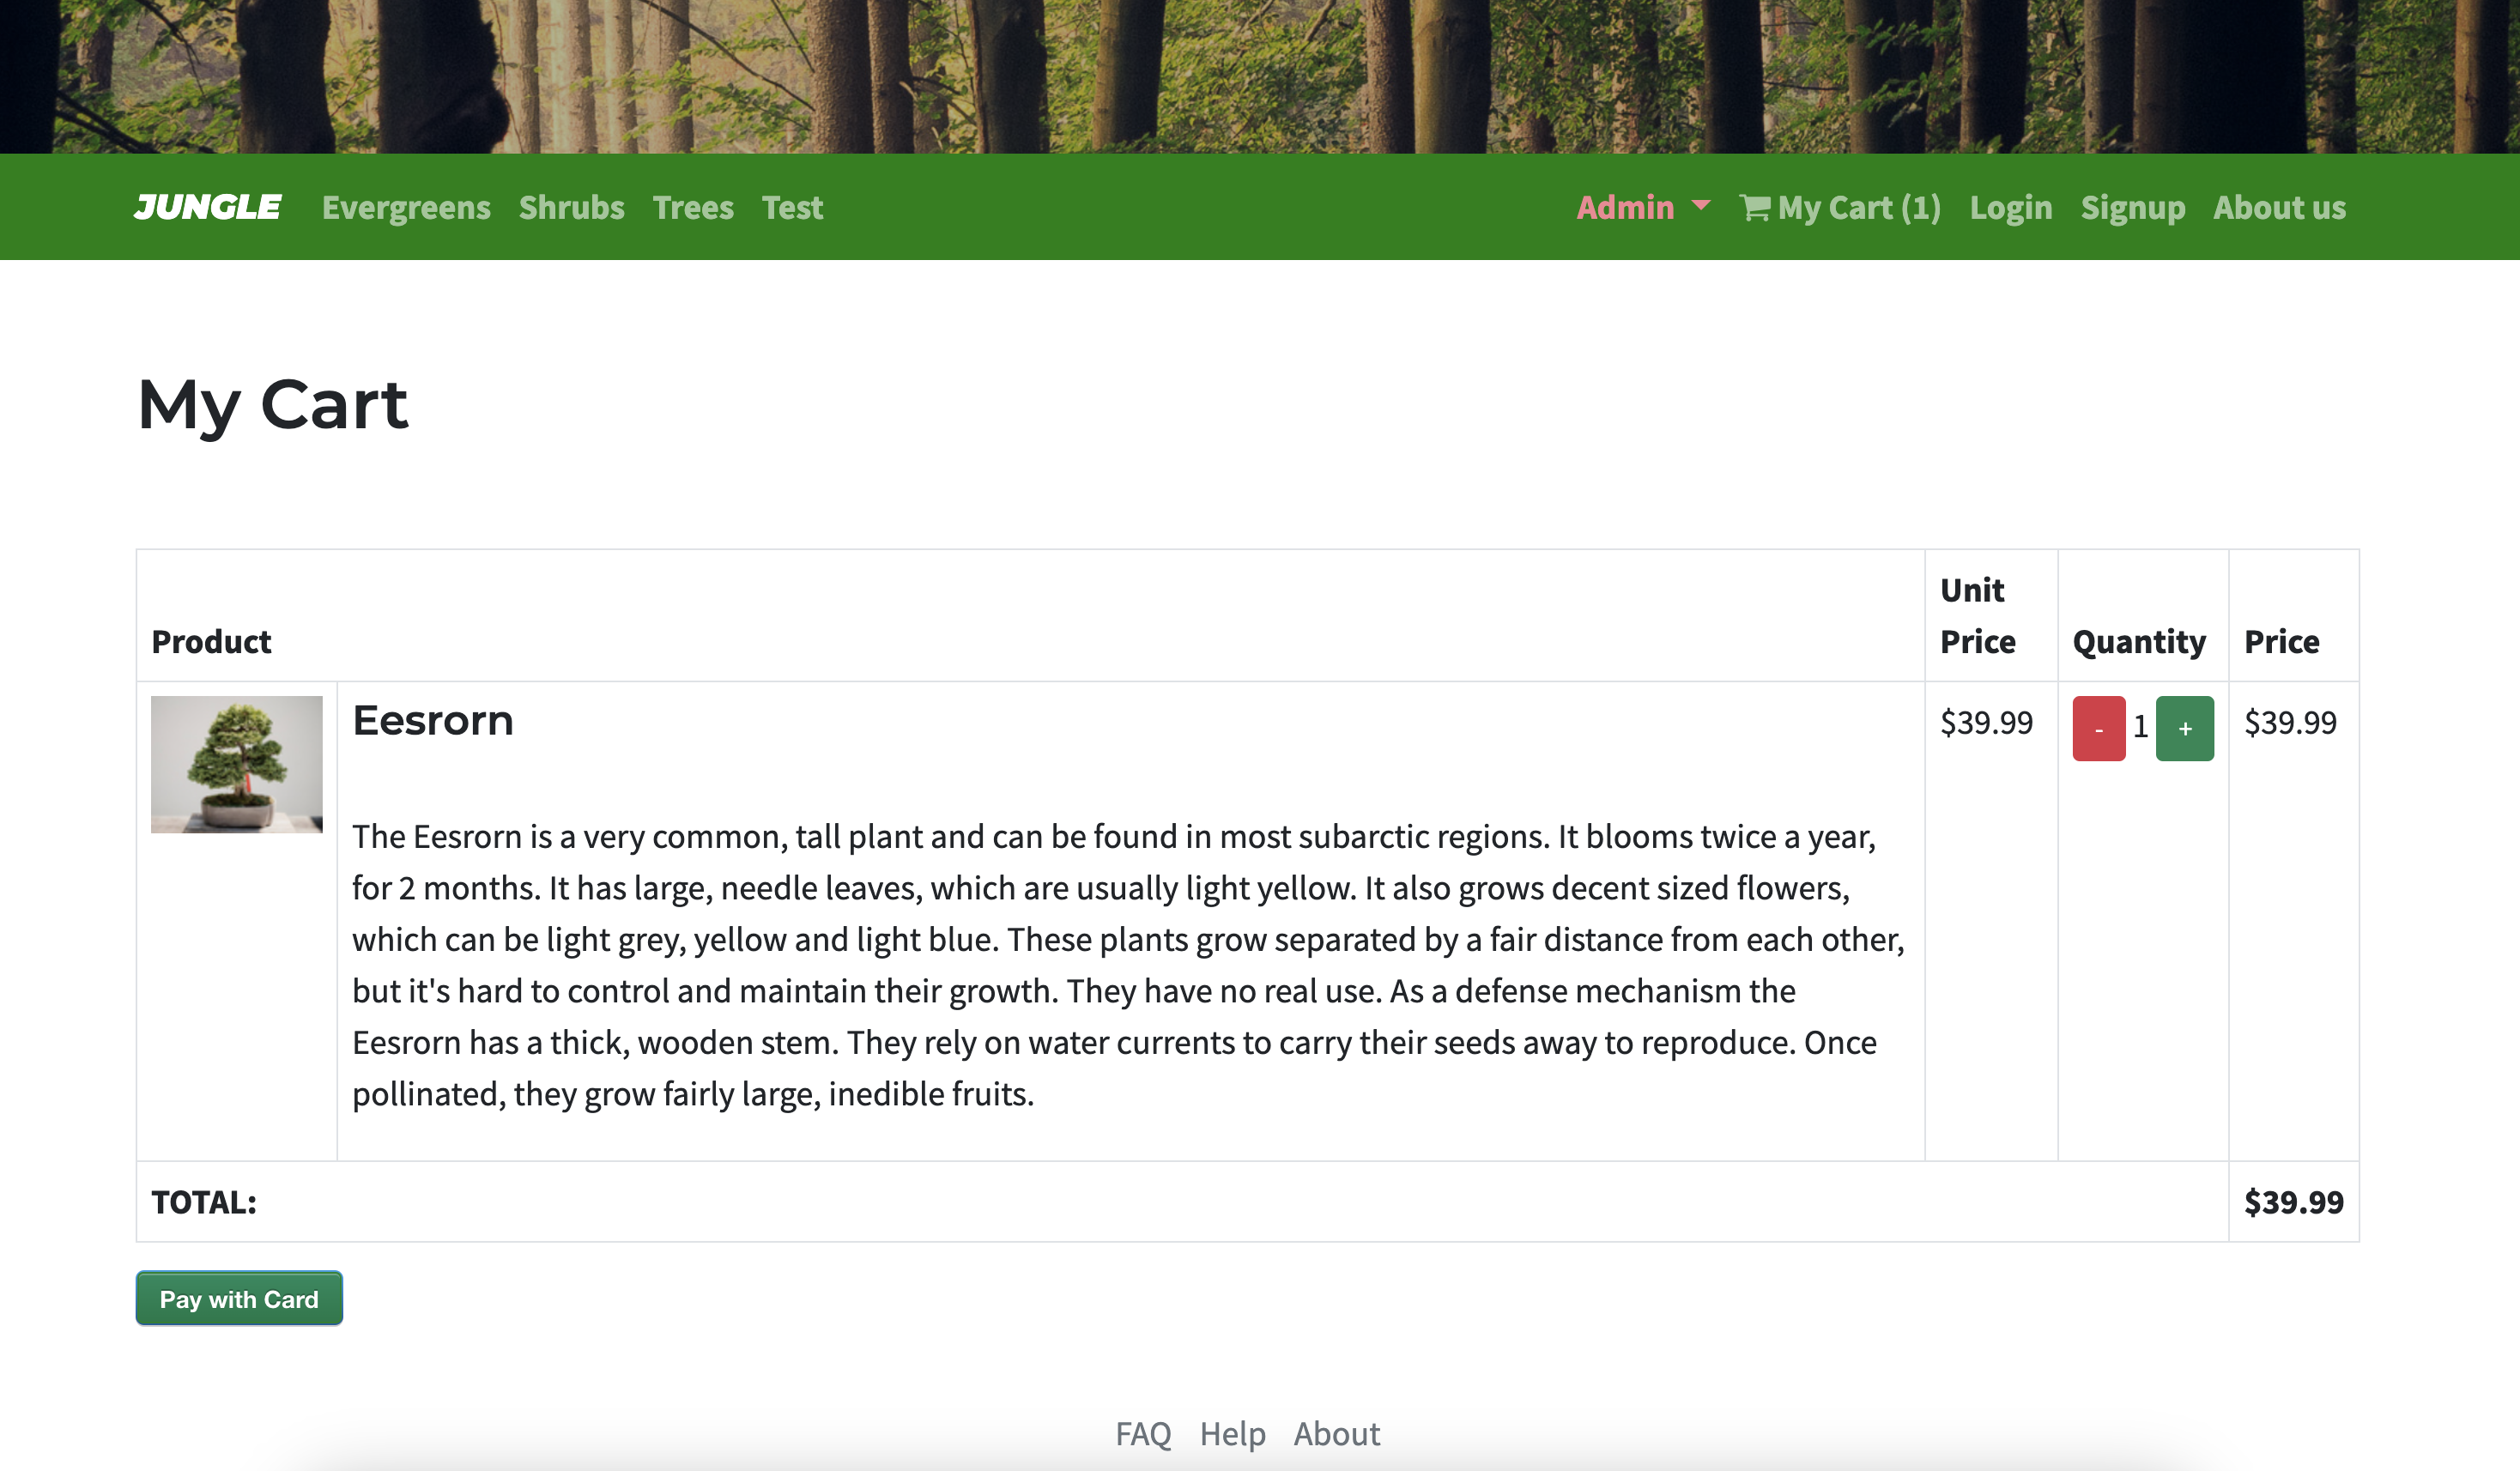 JUNGLE Evergreens Shrubs Trees Test Admin My Cart (1) Login Signup About us
My Cart
Product Unit Price Quantity Price
Eesrorn $39.99 - 1 + $39.99
The Eesrorn is a very common, tall plant and can be found in most subarctic regions. It blooms twice a year,
for 2 months. It has large, needle leaves, which are usually light yellow. It also grows decent sized flowers,
which can be light grey, yellow and light blue. These plants grow separated by a fair distance from each other,
but it's hard to control and maintain their growth. They have no real use. As a defense mechanism the
Eesrorn has a thick, wooden stem. They rely on water currents to carry their seeds away to reproduce. Once
pollinated, they grow fairly large, inedible fruits.
TOTAL: $39.99
Pay with Card
FAQ Help About